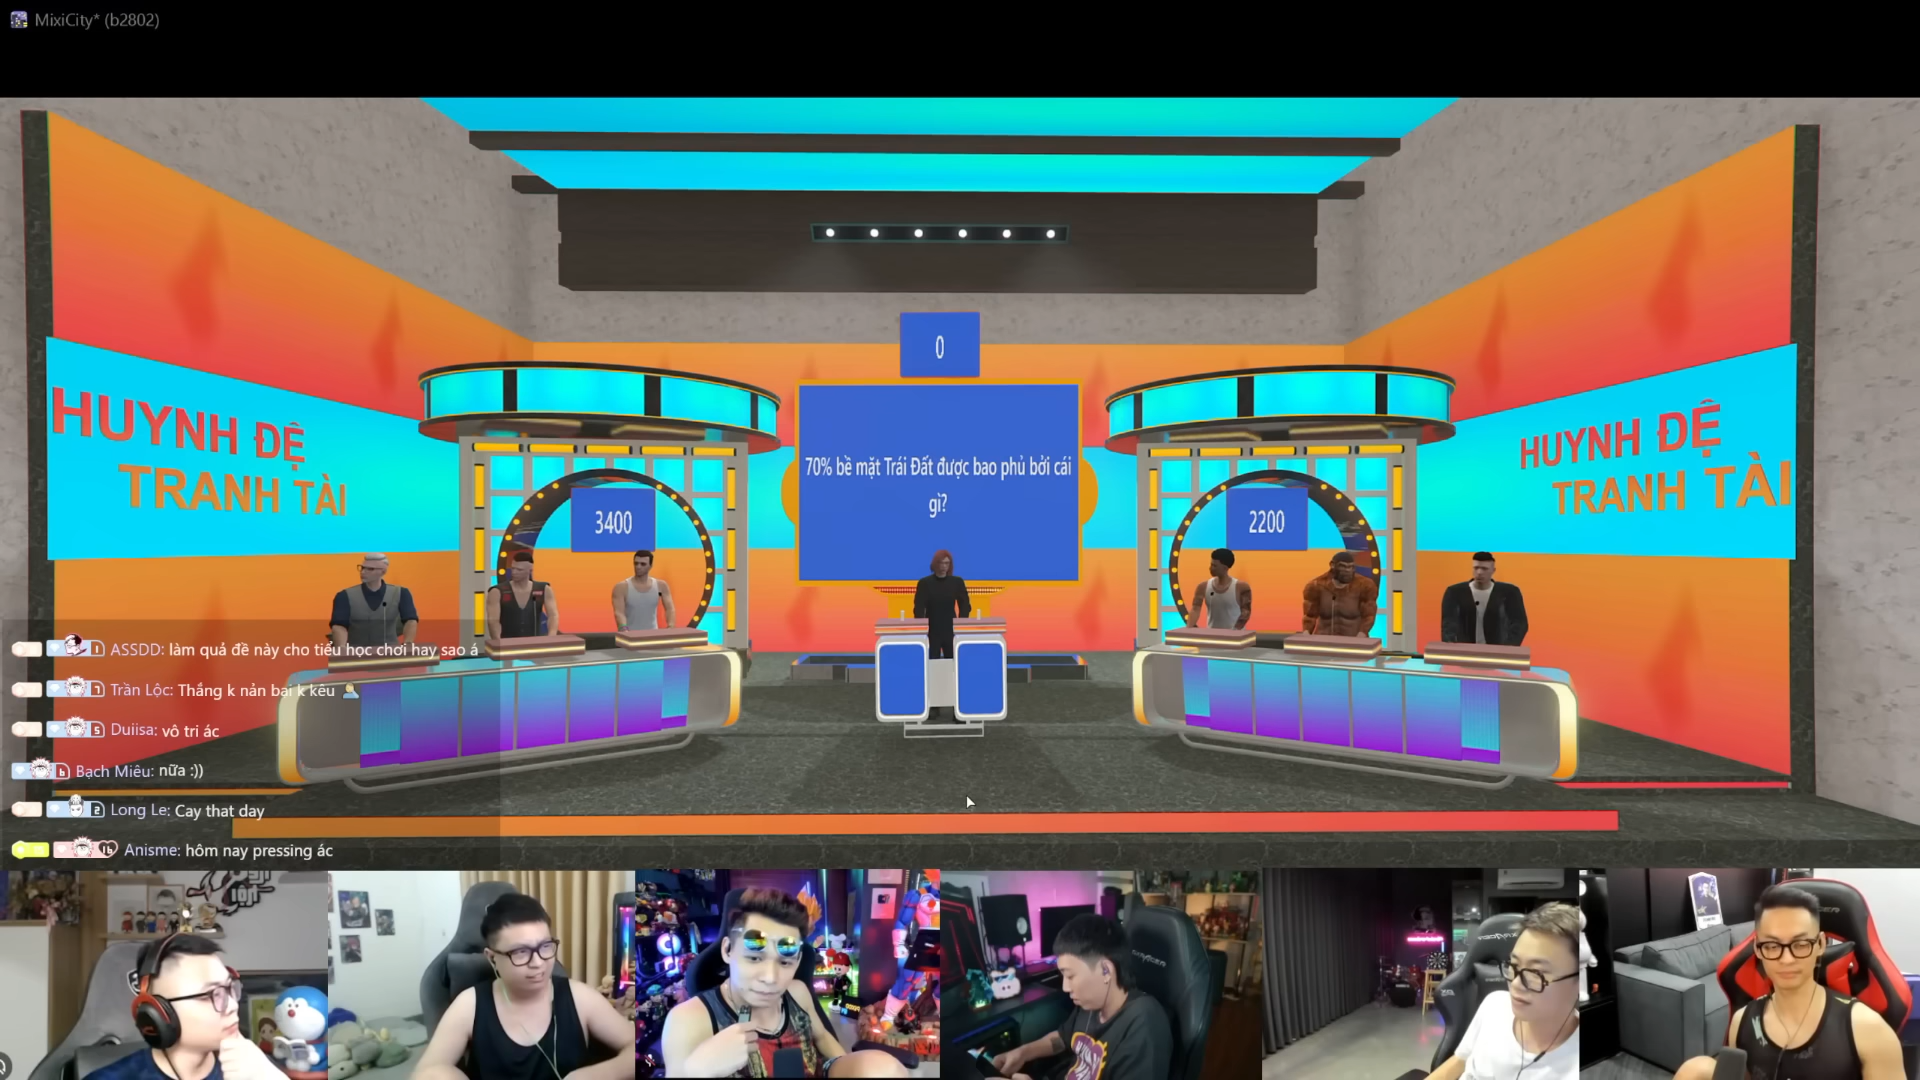 MixiCity* (b2802)
0
HUYNH ĐỆ
TRANH TÀI
70% bề mặt Trái Đất được bao phủ bởi cái
gì?
HUYNH ĐỆ
TRANH TÀI
3400
2200
ASSDD: làm quả đề này cho tiểu học chơi hay sao á
Trần Lộc: Thắng k nản bại k kêu
Duiisa: vô tri ác
Bạch Miêu: nữa :))
Long Le: Cay that day
Anisme: hôm nay pressing ác